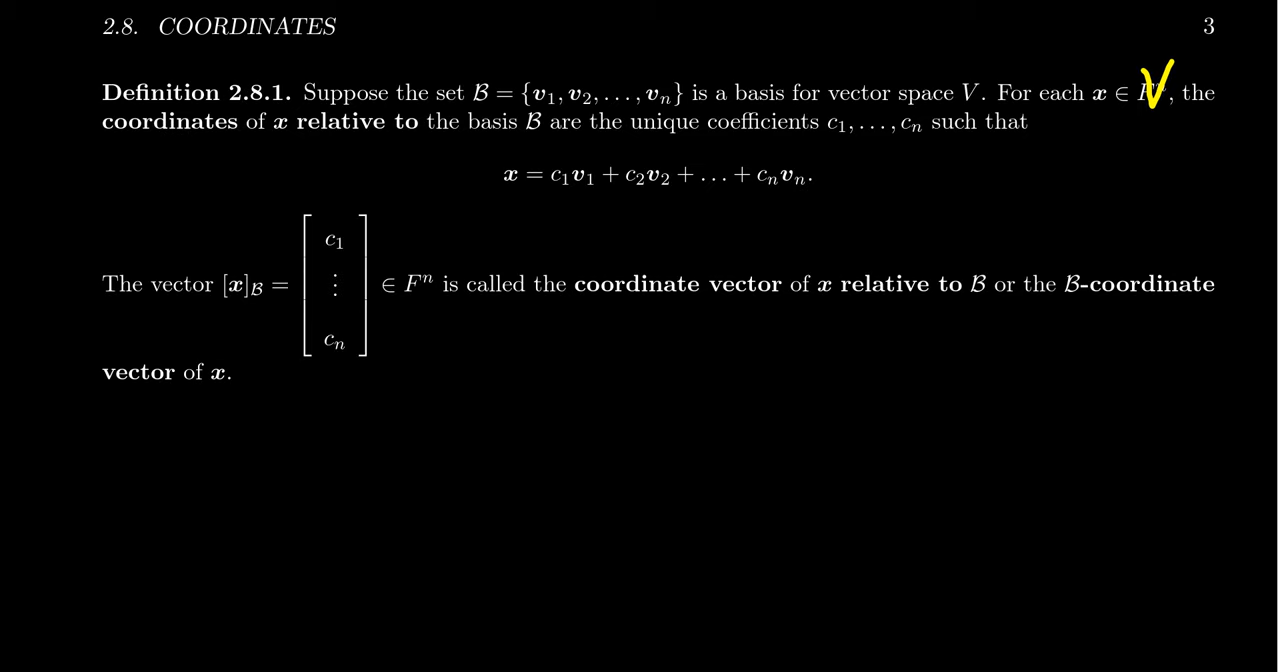 2.8. COORDINATES 3
Definition 2.8.1. Suppose the set ℬ = {v₁, v₂, . . . , vₙ} is a basis for vector space V. For each x ∈ V, the
coordinates of x relative to the basis ℬ are the unique coefficients c₁, . . . , cₙ such that
x = c₁v₁ + c₂v₂ + . . . + cₙvₙ.
c₁
The vector [x]ℬ = [ ⋮ ] ∈ Fⁿ is called the coordinate vector of x relative to ℬ or the ℬ-coordinate
cₙ
vector of x.